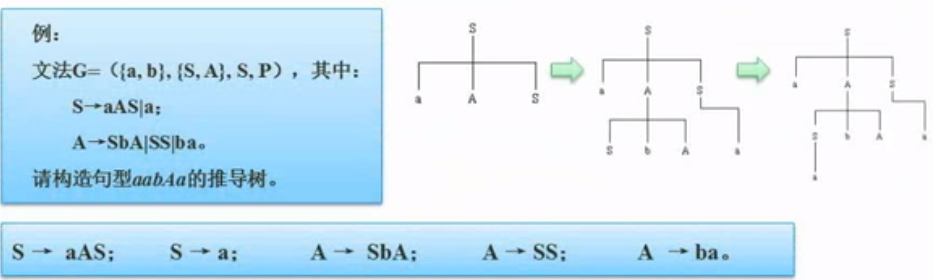 例：
文法G=（{a, b}, {S, A}, S, P），其中：
S→aAS|a;
A→SbA|SS|ba。
请构造句型aabAa的推导树。
S
a A S
S
a A S
S b A a
S
a A S
S b A a
a
S → aAS; S → a; A → SbA; A → SS; A → ba。